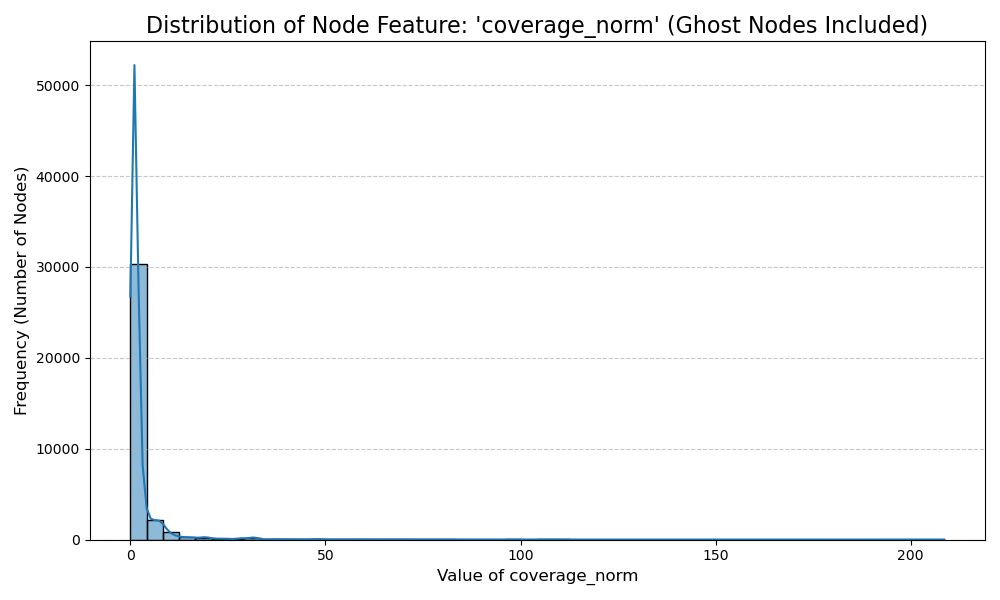 Distribution of Node Feature: 'coverage_norm' (Ghost Nodes Included)
Frequency (Number of Nodes)
50000
40000
30000
20000
10000
0
0 50 100 150 200
Value of coverage_norm